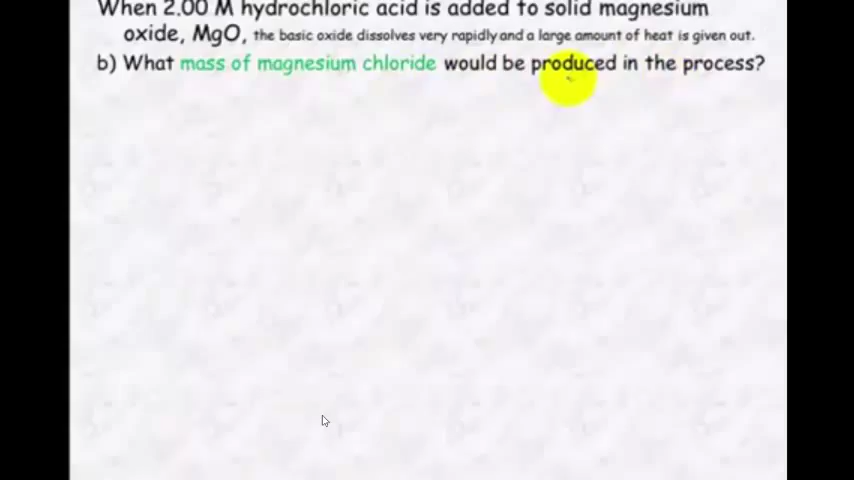 When 2.00 M hydrochloric acid is added to solid magnesium
oxide, MgO, the basic oxide dissolves very rapidly and a large amount of heat is given out.
b) What mass of magnesium chloride would be produced in the process?